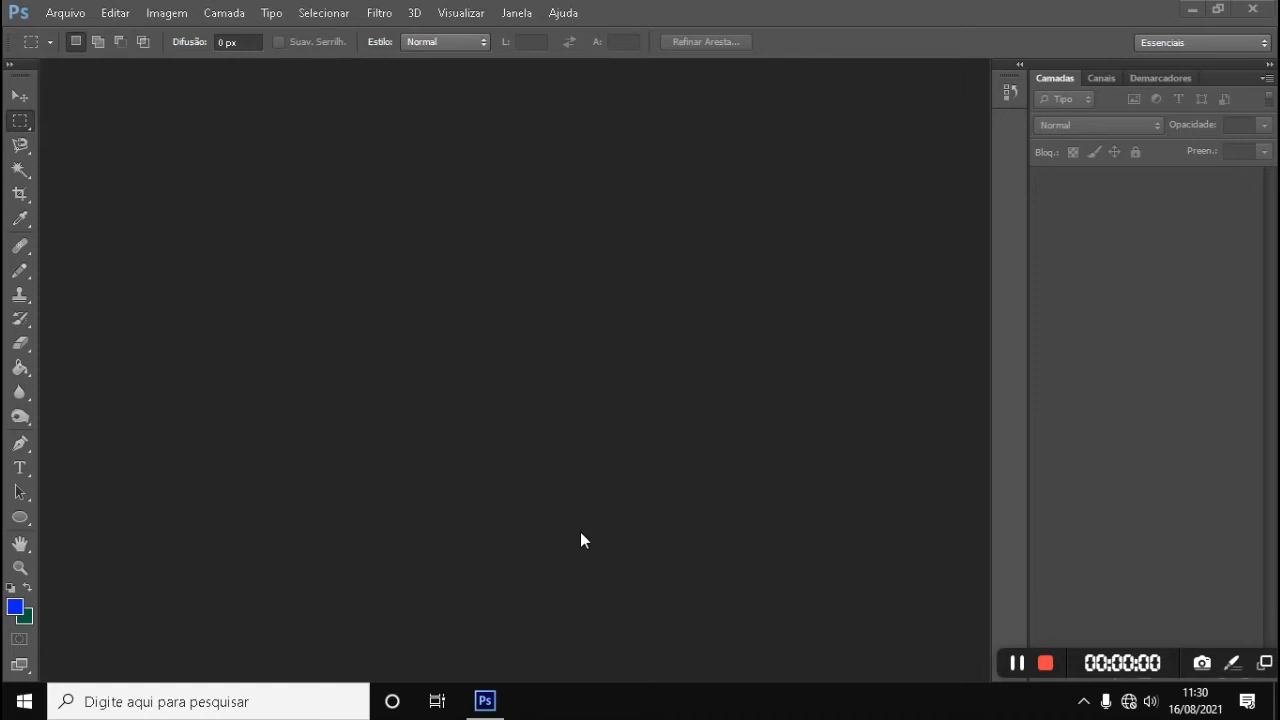 Ps Arquivo Editar Imagem Camada Tipo Selecionar Filtro 3D Visualizar Janela Ajuda
Difusão: 0 px Suav. Serrilh. Estilo: Normal L: A: Refinar Aresta... Essenciais
Camadas Canais Demarcadores
Tipo
Normal Opacidade:
Bloq.: Preen.:
T
00:00:00
Digite aqui para pesquisar Ps
11:30
16/08/2021